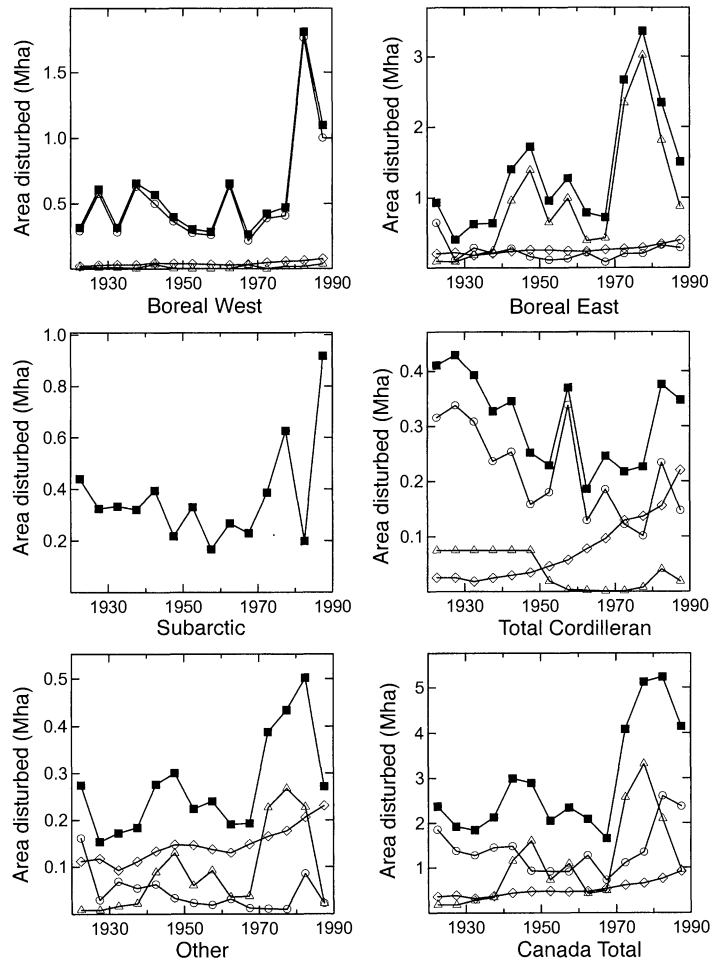 Area disturbed (Mha)
1.5
1.0
0.5
1930 1950 1970 1990
Boreal West
Area disturbed (Mha)
3
2
1
1930 1950 1970 1990
Boreal East
Area disturbed (Mha)
1.0
0.8
0.6
0.4
0.2
1930 1950 1970 1990
Subarctic
Area disturbed (Mha)
0.4
0.3
0.2
0.1
1930 1950 1970 1990
Total Cordilleran
Area disturbed (Mha)
0.5
0.4
0.3
0.2
0.1
1930 1950 1970 1990
Other
Area disturbed (Mha)
5
4
3
2
1
1930 1950 1970 1990
Canada Total